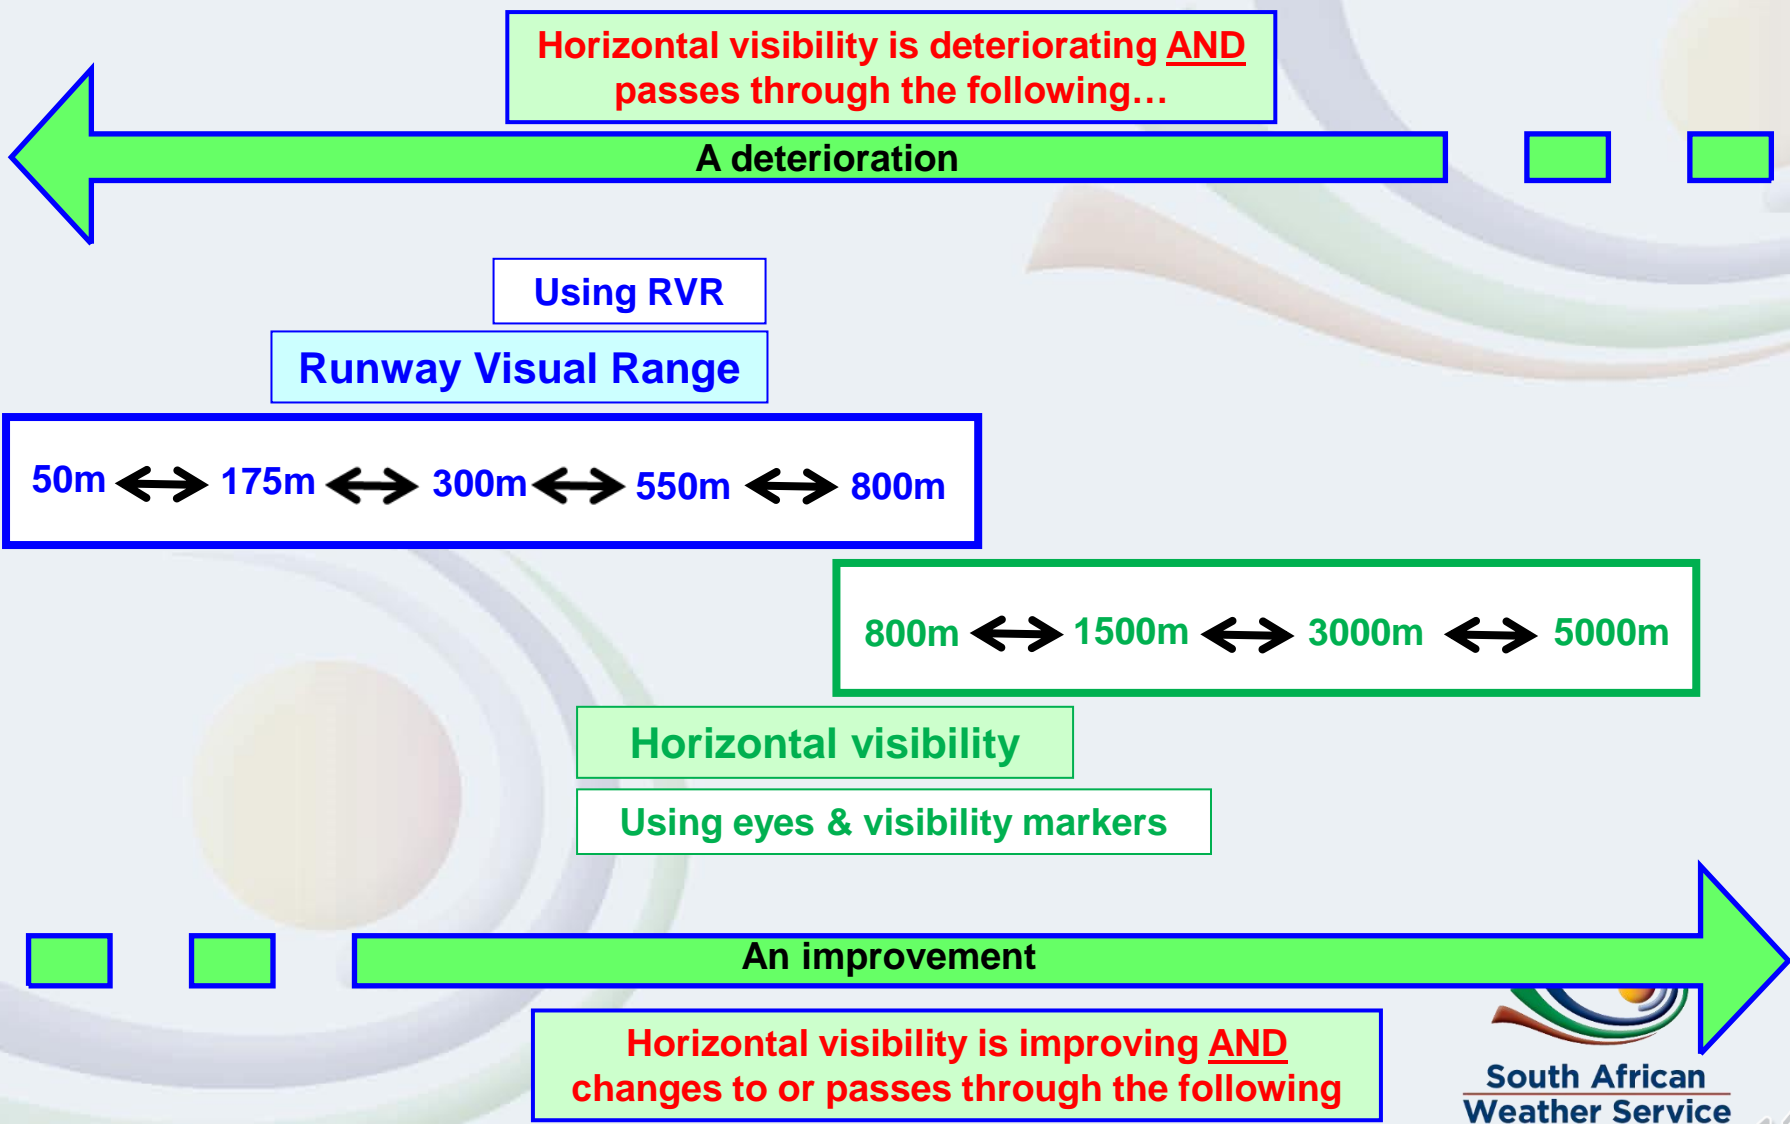 Horizontal visibility is deteriorating AND
passes through the following…
A deterioration
Using RVR
Runway Visual Range
50m 175m 300m 550m 800m
800m 1500m 3000m 5000m
Horizontal visibility
Using eyes & visibility markers
An improvement
Horizontal visibility is improving AND
changes to or passes through the following
South African
Weather Service